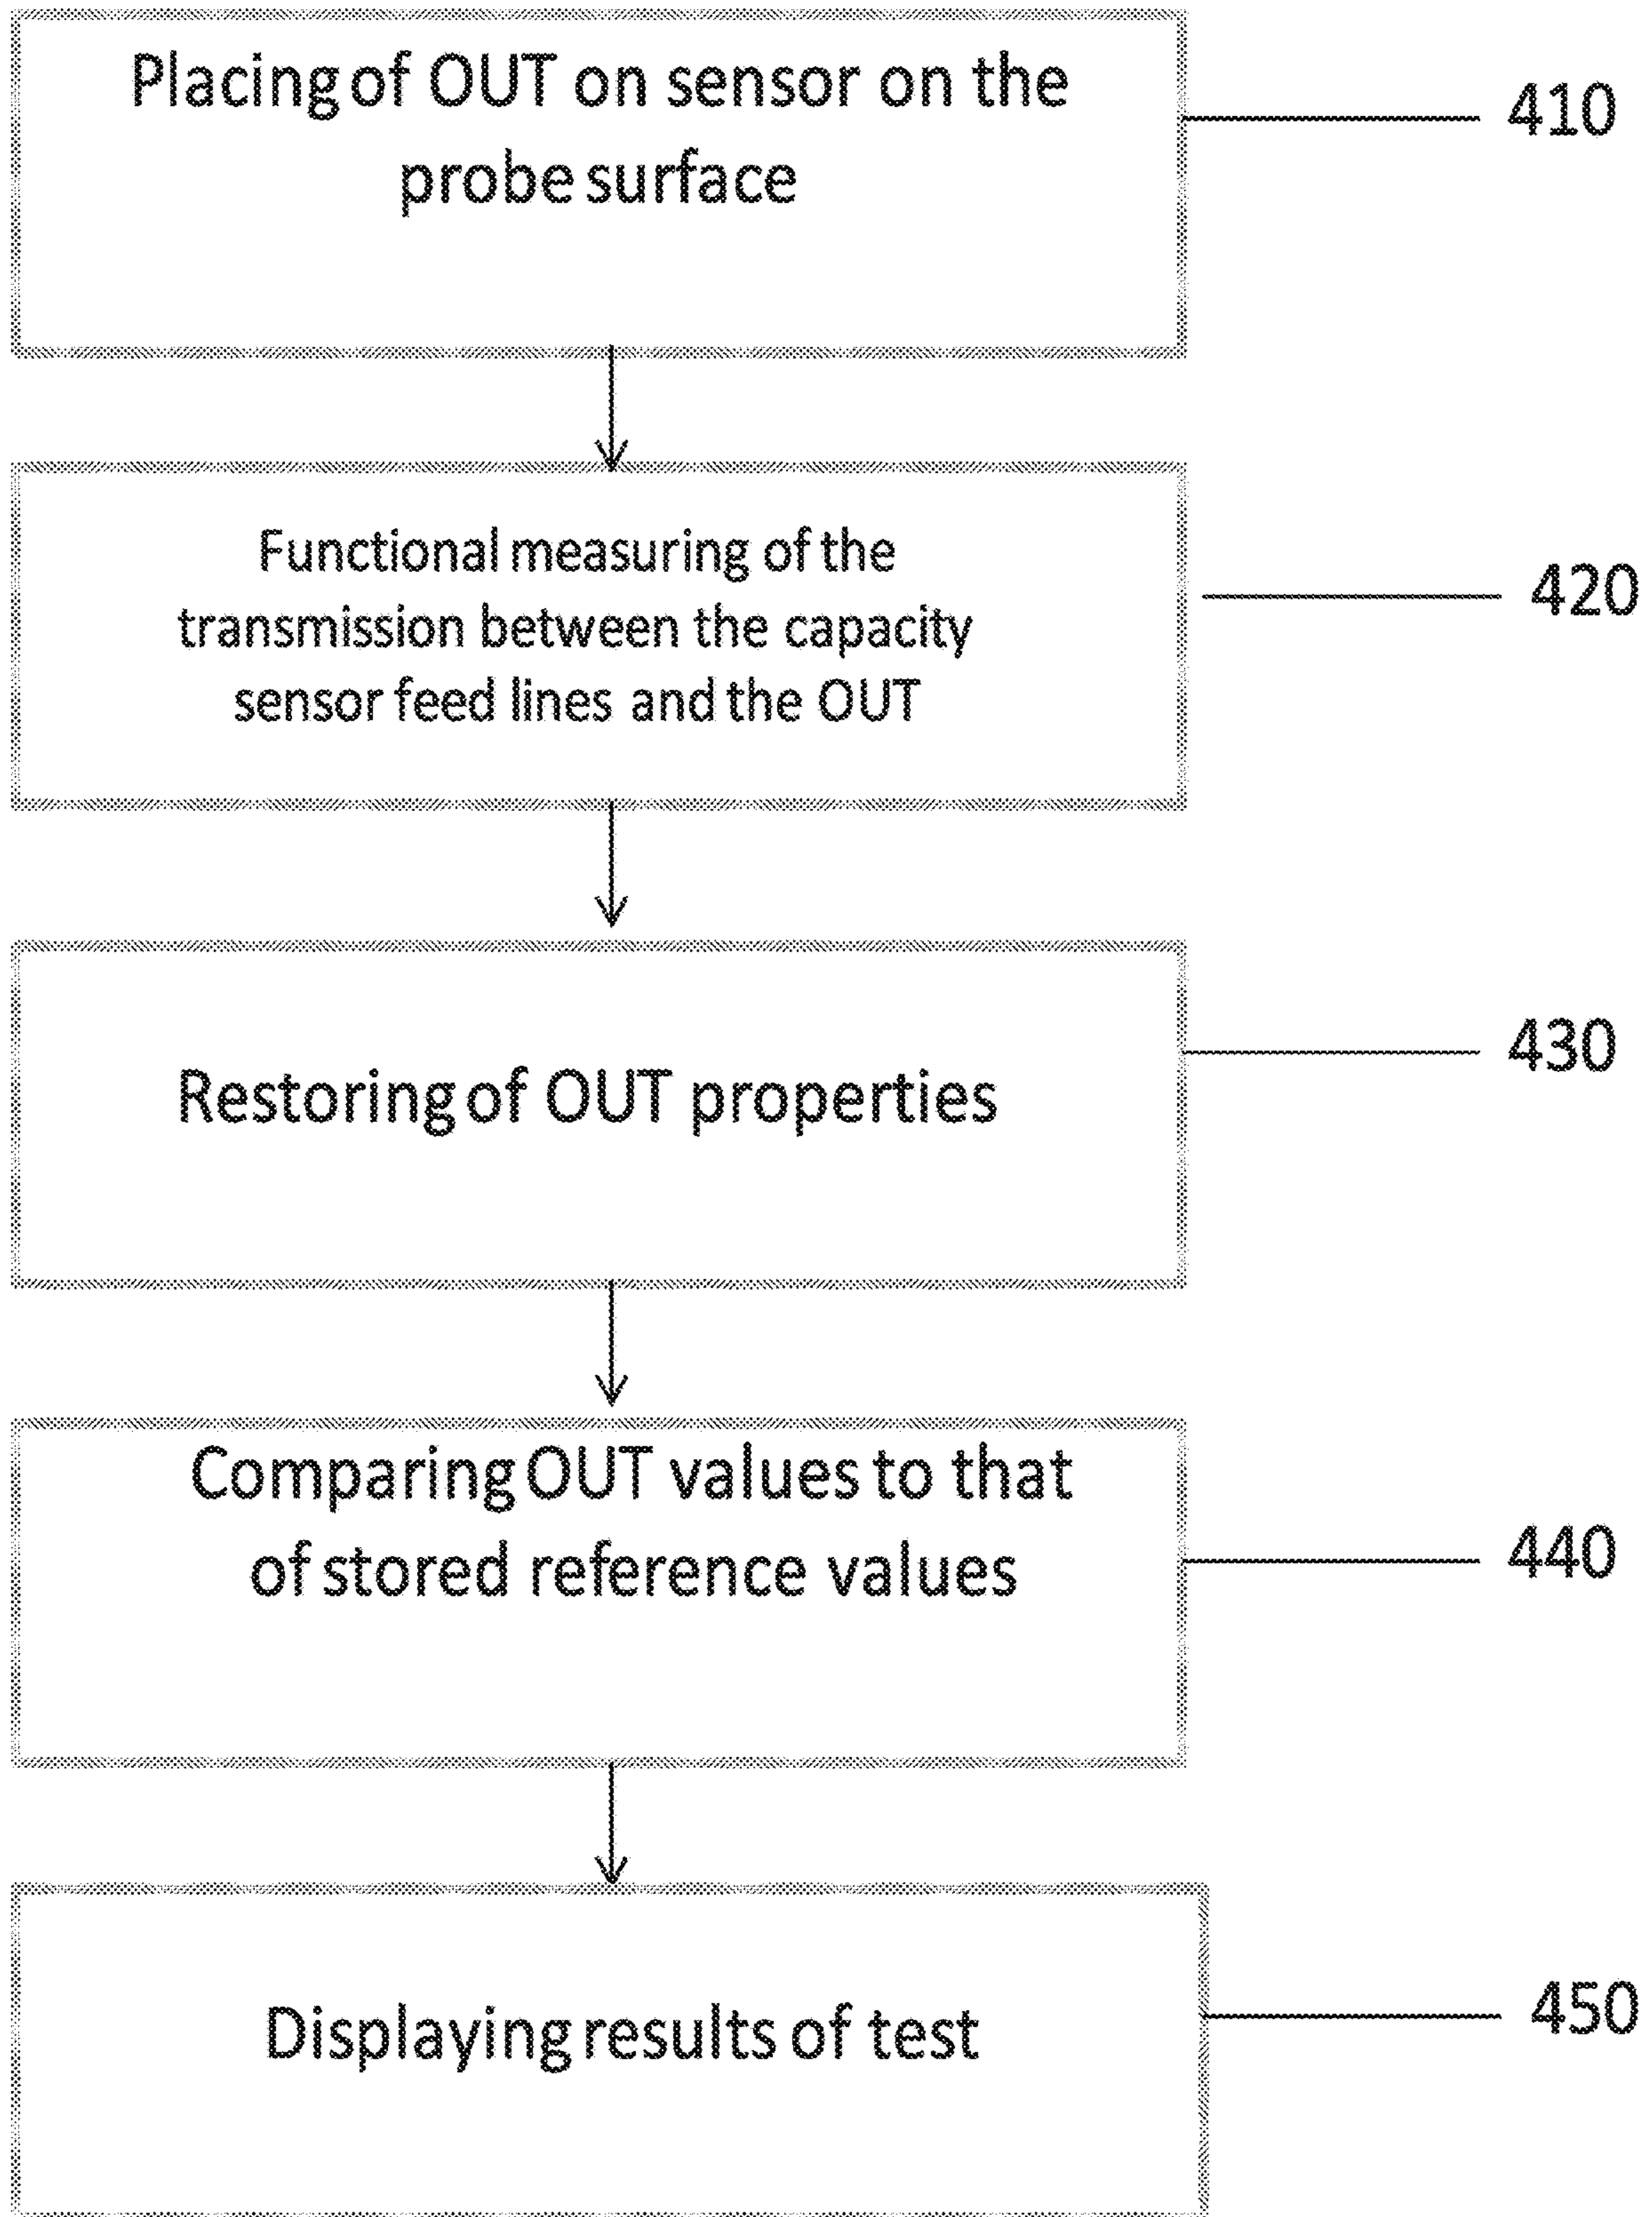 Placing of OUT on sensor on the
probe surface
410
Functional measuring of the
transmission between the capacity
sensor feed lines and the OUT
420
Restoring of OUT properties
430
Comparing OUT values to that
of stored reference values
440
Displaying results of test
450